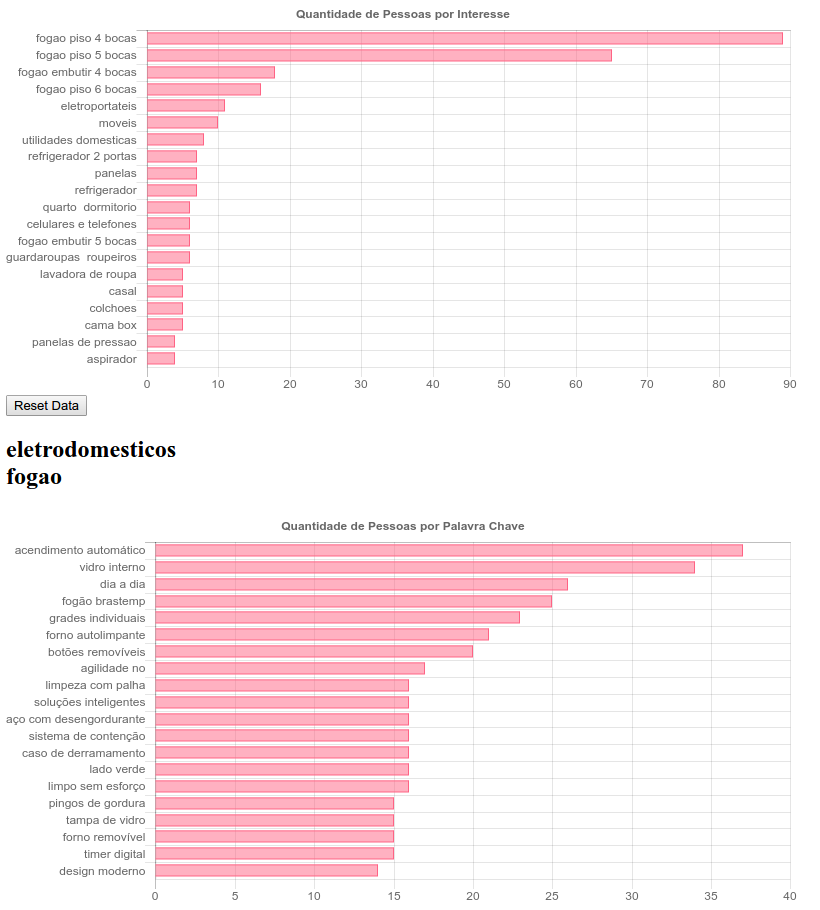 Quantidade de Pessoas por Interesse
fogao piso 4 bocas
fogao piso 5 bocas
fogao embutir 4 bocas
fogao piso 6 bocas
eletroportateis
moveis
utilidades domesticas
refrigerador 2 portas
panelas
refrigerador
quarto  dormitorio
celulares e telefones
fogao embutir 5 bocas
guardaroupas  roupeiros
lavadora de roupa
casal
colchoes
cama box
panelas de pressao
aspirador
0 10 20 30 40 50 60 70 80 90
Reset Data
eletrodomesticos
fogao
Quantidade de Pessoas por Palavra Chave
acendimento automático
vidro interno
dia a dia
fogão brastemp
grades individuais
forno autolimpante
botões removíveis
agilidade no
limpeza com palha
soluções inteligentes
aço com desengordurante
sistema de contenção
caso de derramamento
lado verde
limpo sem esforço
pingos de gordura
tampa de vidro
forno removível
timer digital
design moderno
0 5 10 15 20 25 30 35 40